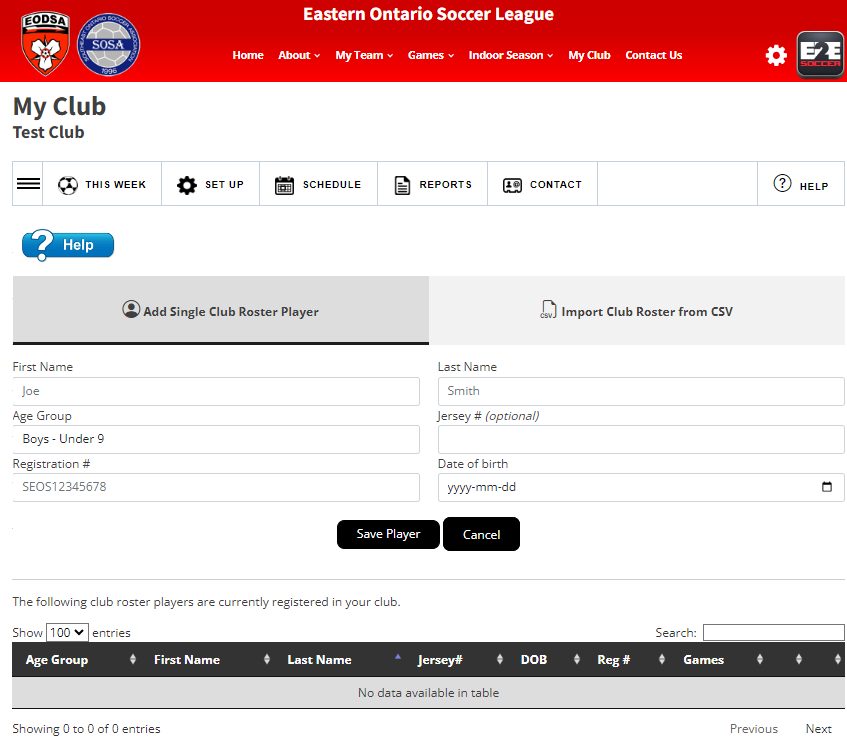 Eastern Ontario Soccer League
EODSA
SOUTHEAST ONTARIO SOCCER ASSOCIATION
SOSA
1996
Home About My Team Games Indoor Season My Club Contact Us
E2E
SOCCER
My Club
Test Club
THIS WEEK SET UP SCHEDULE REPORTS CONTACT ? HELP
? Help
Add Single Club Roster Player CSV Import Club Roster from CSV
First Name Last Name
Joe Smith
Age Group Jersey # (optional)
Boys - Under 9
Registration # Date of birth
SEOS12345678 yyyy-mm-dd
Save Player Cancel
The following club roster players are currently registered in your club.
Show 100 entries Search:
Age Group First Name Last Name Jersey# DOB Reg # Games
No data available in table
Showing 0 to 0 of 0 entries Previous Next